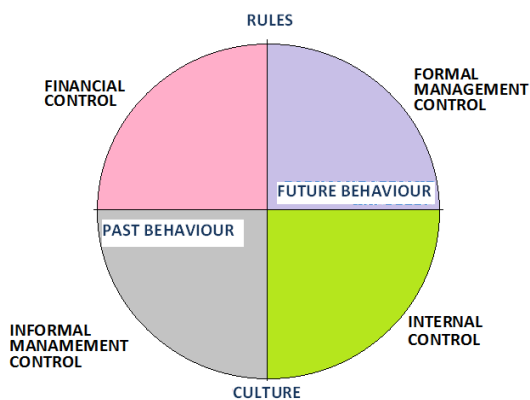 RULES
FINANCIAL
CONTROL
FORMAL
MANAGEMENT
CONTROL
FUTURE BEHAVIOUR
PAST BEHAVIOUR
INFORMAL
MANAMEMENT
CONTROL
INTERNAL
CONTROL
CULTURE